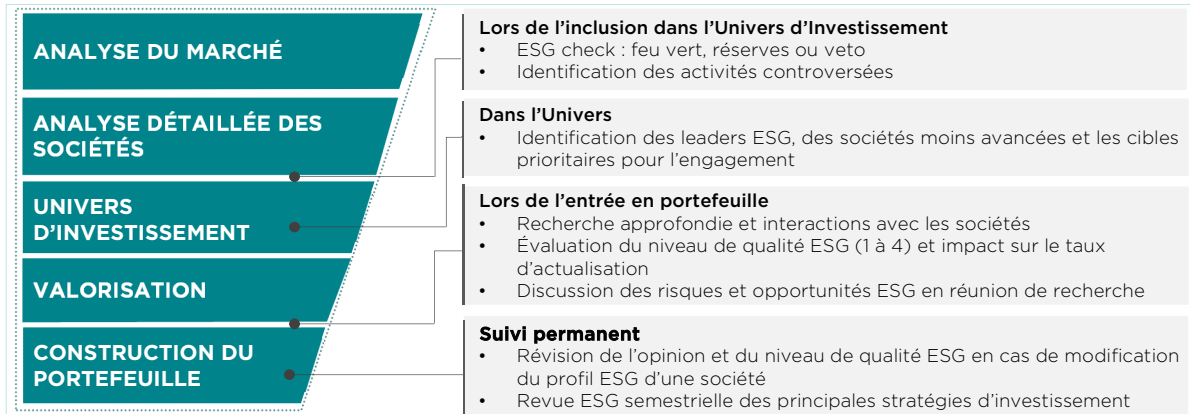 ANALYSE DU MARCHÉ
ANALYSE DÉTAILLÉE DES
SOCIÉTÉS
UNIVERS
D’INVESTISSEMENT
VALORISATION
CONSTRUCTION DU
PORTEFEUILLE
Lors de l’inclusion dans l’Univers d’Investissement
• ESG check : feu vert, réserves ou veto
• Identification des activités controversées
Dans l’Univers
• Identification des leaders ESG, des sociétés moins avancées et les cibles
prioritaires pour l’engagement
Lors de l’entrée en portefeuille
• Recherche approfondie et interactions avec les sociétés
• Évaluation du niveau de qualité ESG (1 à 4) et impact sur le taux
d’actualisation
• Discussion des risques et opportunités ESG en réunion de recherche
Suivi permanent
• Révision de l’opinion et du niveau de qualité ESG en cas de modification
du profil ESG d’une société
• Revue ESG semestrielle des principales stratégies d’investissement